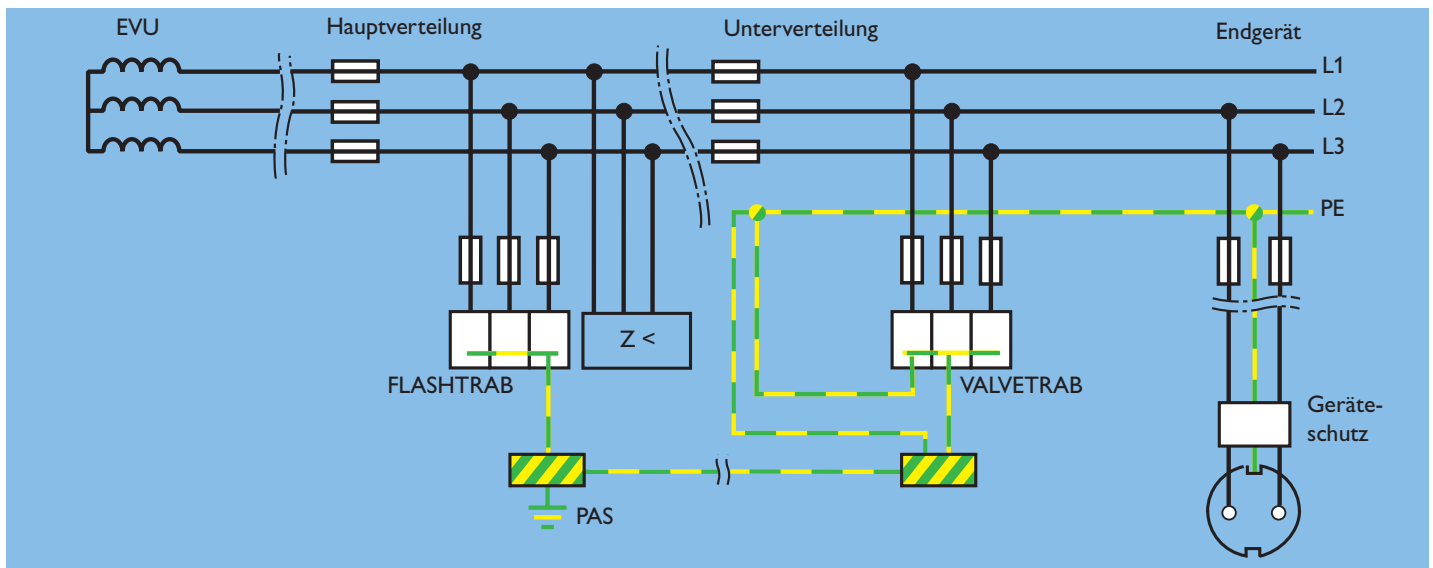 EVU
Hauptverteilung
Unterverteilung
Endgerät
L1
L2
L3
PE
Z <
FLASHTRAB
VALVETRAB
Geräte-
schutz
PAS